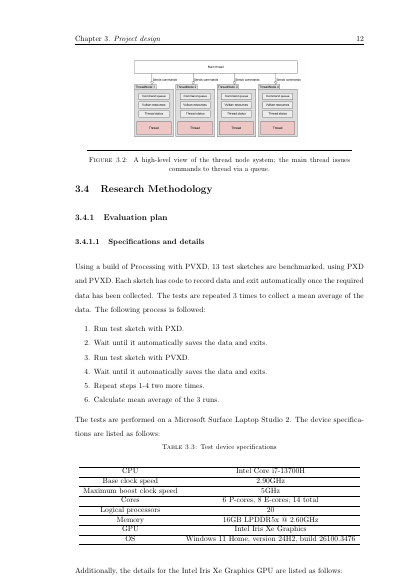 Chapter 3. Project design 12
Main thread
Sends commands Sends commands Sends commands Sends commands
ThreadNode 1 ThreadNode 2 ThreadNode 3 ThreadNode 4
Command queue Command queue Command queue Command queue
Vulkan resources Vulkan resources Vulkan resources Vulkan resources
Thread status Thread status Thread status Thread status
Thread Thread Thread Thread
FIGURE 3.2: A high-level view of the thread node system; the main thread issues
commands to thread via a queue.
3.4 Research Methodology
3.4.1 Evaluation plan
3.4.1.1 Specifications and details
Using a build of Processing with PVXD, 13 test sketches are benchmarked, using PXD
and PVXD. Each sketch has code to record data and exit automatically once the required
data has been collected. The tests are repeated 3 times to collect a mean average of the
data. The following process is followed:
1. Run test sketch with PXD.
2. Wait until it automatically saves the data and exits.
3. Run test sketch with PVXD.
4. Wait until it automatically saves the data and exits.
5. Repeat steps 1-4 two more times.
6. Calculate mean average of the 3 runs.
The tests are performed on a Microsoft Surface Laptop Studio 2. The device specifica-
tions are listed as follows:
TABLE 3.3: Test device specifications
CPU Intel Core i7-13700H
Base clock speed 2.90GHz
Maximum boost clock speed 5GHz
Cores 6 P-cores, 8 E-cores; 14 total
Logical processors 20
Memory 16GB LPDDR5x @ 2.60GHz
GPU Intel Iris Xe Graphics
OS Windows 11 Home, version 24H2, build 26100.3476
Additionally, the details for the Intel Iris Xe Graphics GPU are listed as follows: